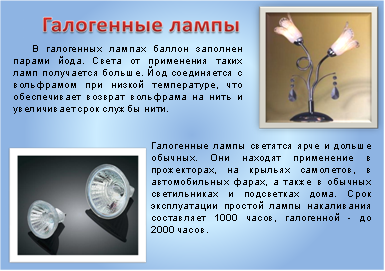 Галогенные лампы
В галогенных лампах баллон заполнен
парами йода. Света от применения таких
ламп получается больше. Йод соединяется с
вольфрамом при низкой температуре, что
обеспечивает возврат вольфрама на нить и
увеличивает срок службы нити.
Галогенные лампы светятся ярче и дольше
обычных. Они находят применение в
прожекторах, на крыльях самолетов, в
автомобильных фарах, а также в обычных
светильниках и подсветках дома. Срок
эксплуатации простой лампы накаливания
составляет 1000 часов, галогенной - до
2000 часов.